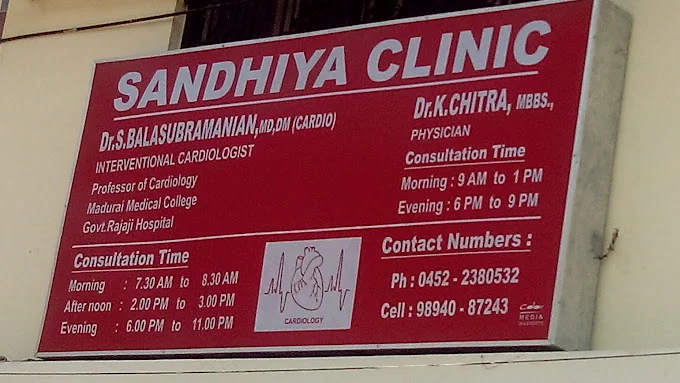 SANDHIYA CLINIC
Dr.S.BALASUBRAMANIAN,MD,DM (CARDIO)
INTERVENTIONAL CARDIOLOGIST
Professor of Cardiology
Madurai Medical College
Govt.Rajaji Hospital
Consultation Time
Morning : 7.30 AM to 8.30 AM
After noon : 2.00 PM to 3.00 PM
Evening : 6.00 PM to 11.00 PM
CARDIOLOGY
Dr.K.CHITRA, MBBS.,
PHYSICIAN
Consultation Time
Morning : 9 AM to 1 PM
Evening : 6 PM to 9 PM
Contact Numbers :
Ph : 0452 - 2380532
Cell : 98940 - 87243
Color
MEDIA